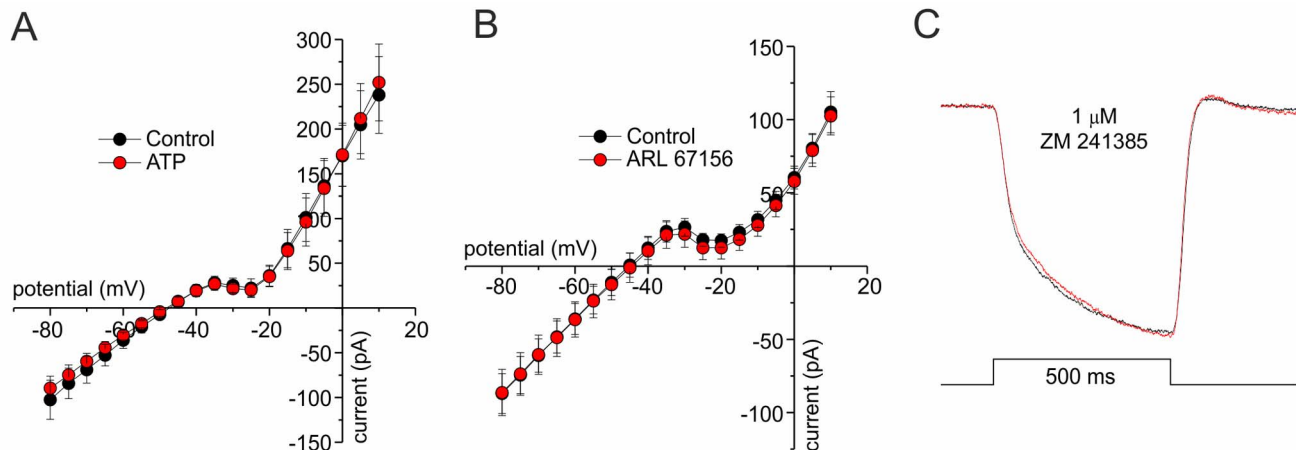 A
Control
ATP
potential (mV)
current (pA)
300
250
200
150
100
50
-50
-100
-150
-80
-60
-40
-20
20
B
Control
ARL 67156
potential (mV)
current (pA)
150
100
50
-50
-100
-80
-60
-40
-20
20
C
1 μM
ZM 241385
500 ms